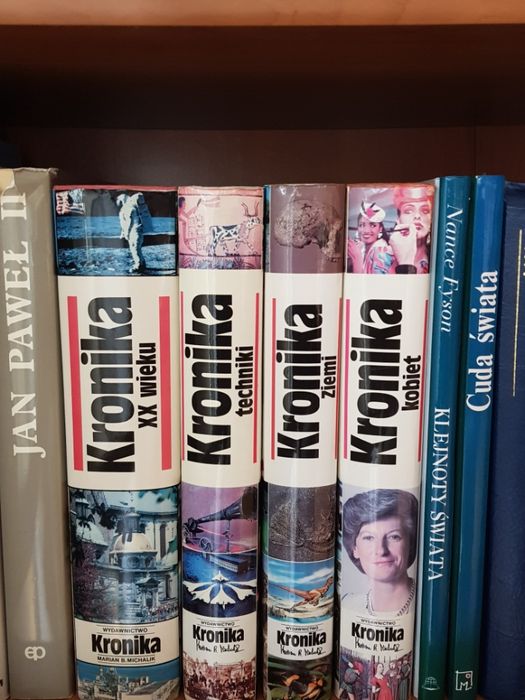 JAN PAWEŁ II
Kronika
XX wieku
WYDAWNICTWO
Kronika
MARIAN B. MICHALIK
Kronika
techniki
WYDAWNICTWO
Kronika
Kronika
ziemi
WYDAWNICTWO
Kronika
Kronika
kobiet
WYDAWNICTWO
Kronika
Nance Fyson
KLEJNOTY ŚWIATA
Cuda świata